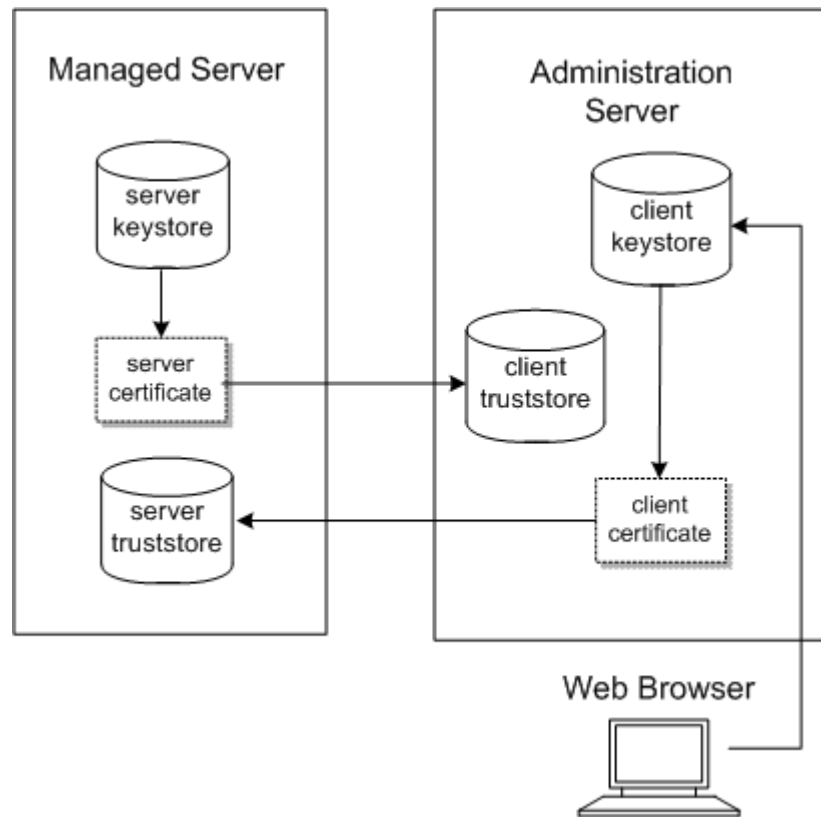 Managed Server
server
keystore
server
certificate
server
truststore
Administration
Server
client
keystore
client
truststore
client
certificate
Web Browser